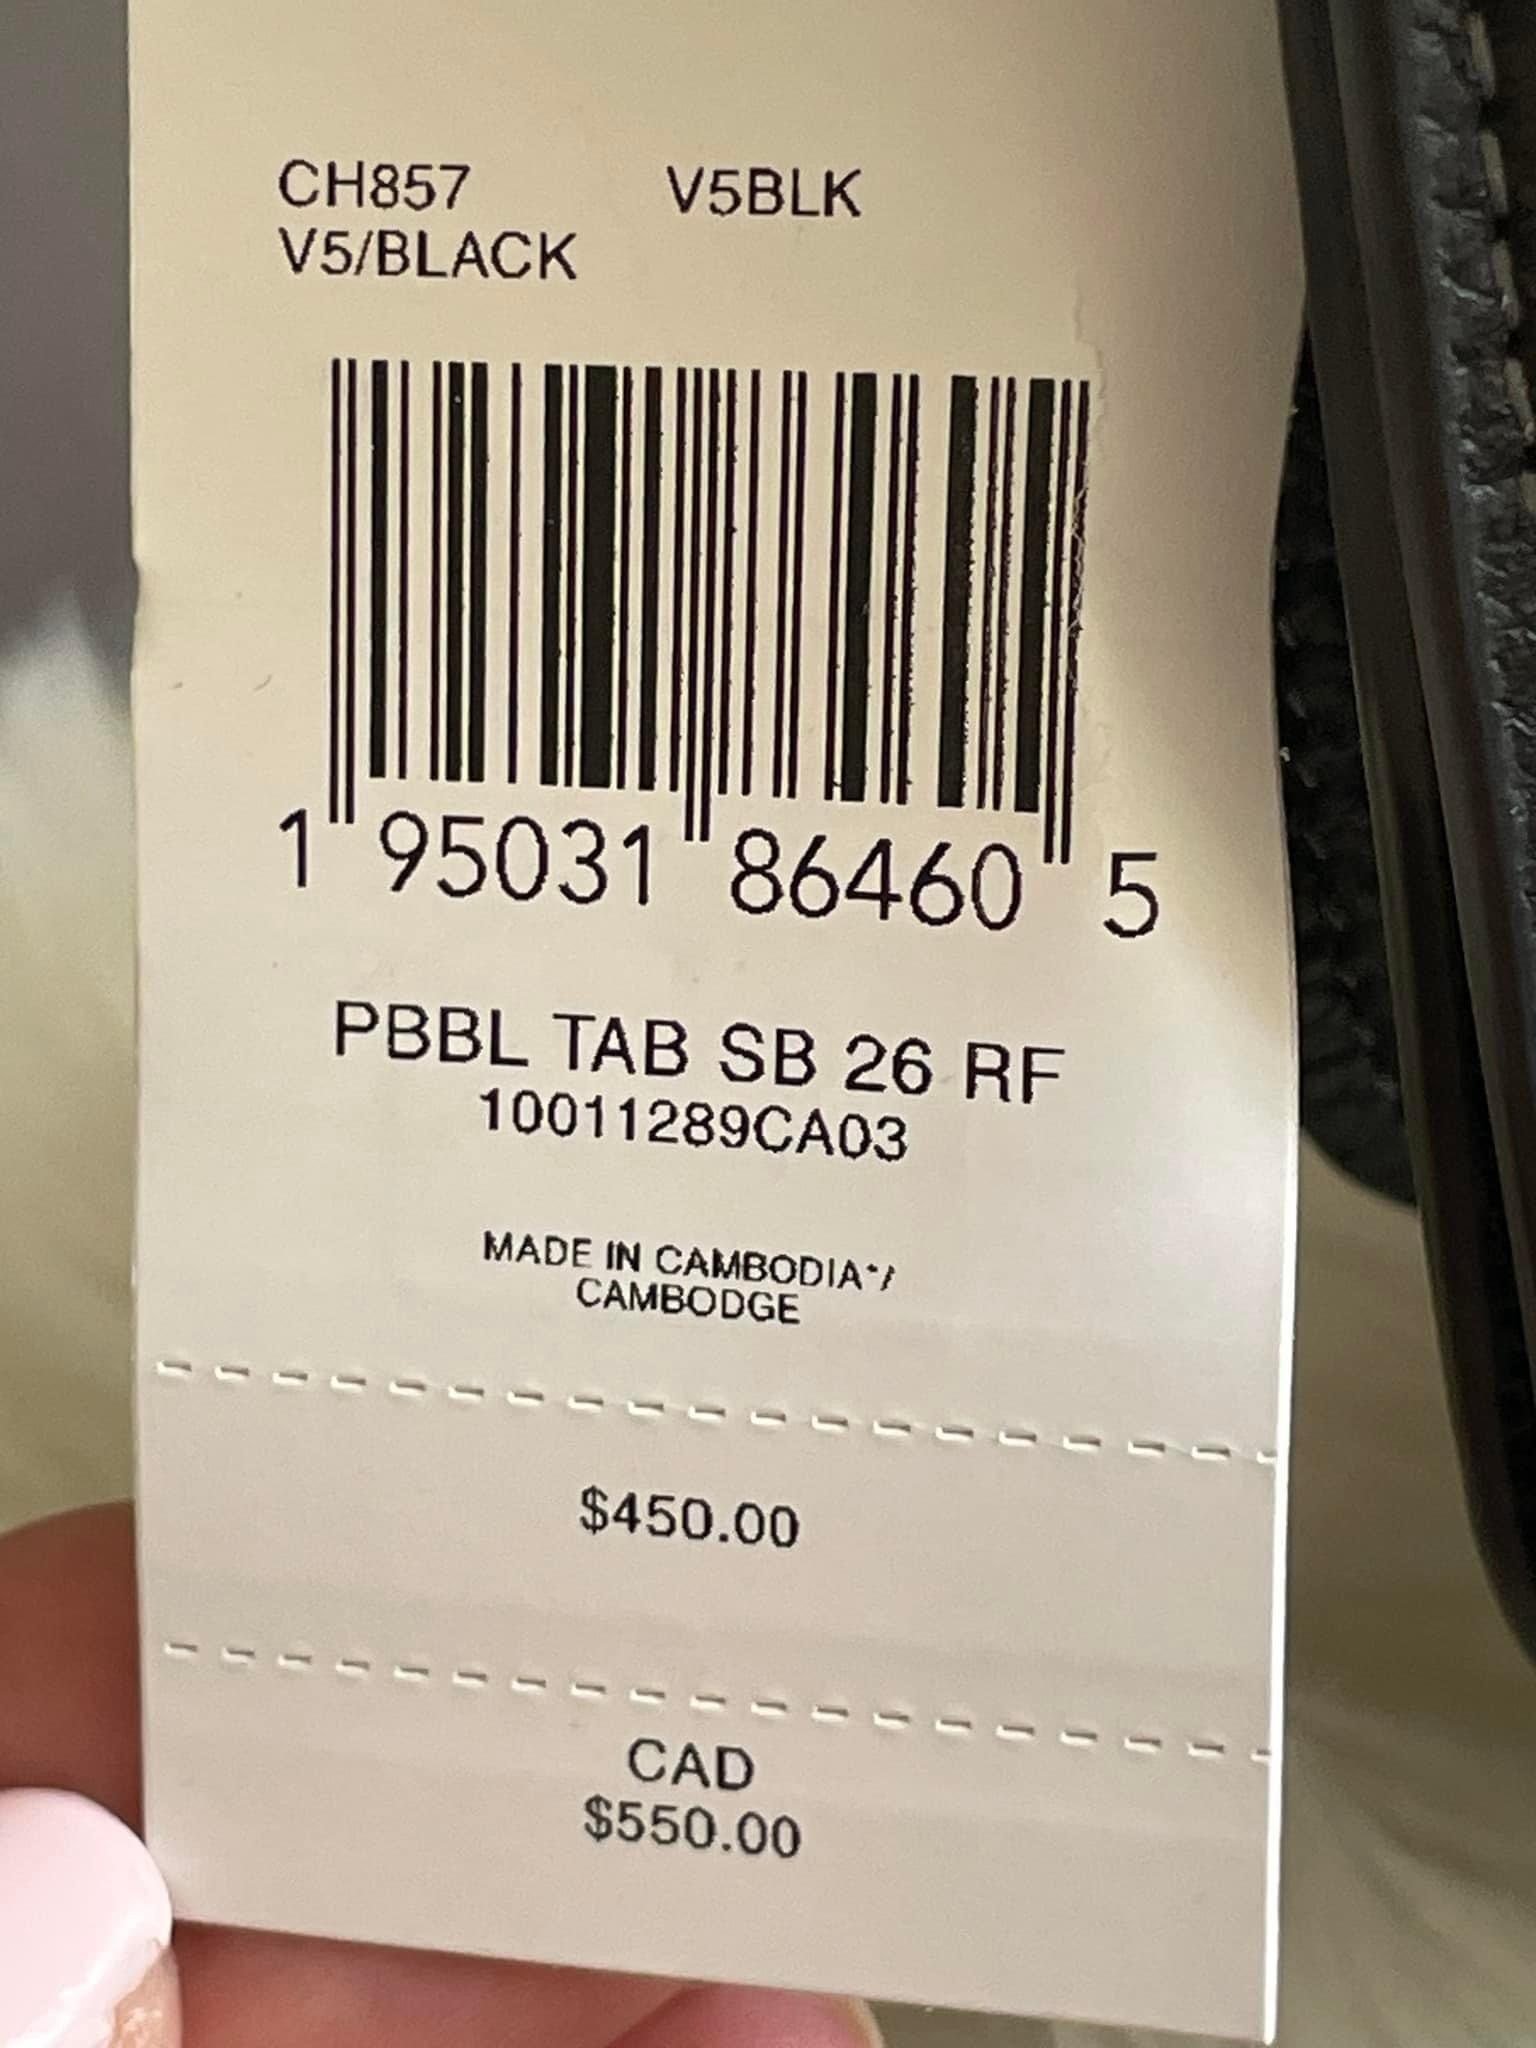 CH857 V5BLK
V5/BLACK
1 95031 86460 5
PBBL TAB SB 26 RF
10011289CA03
MADE IN CAMBODIA*/
CAMBODGE
$450.00
CAD
$550.00